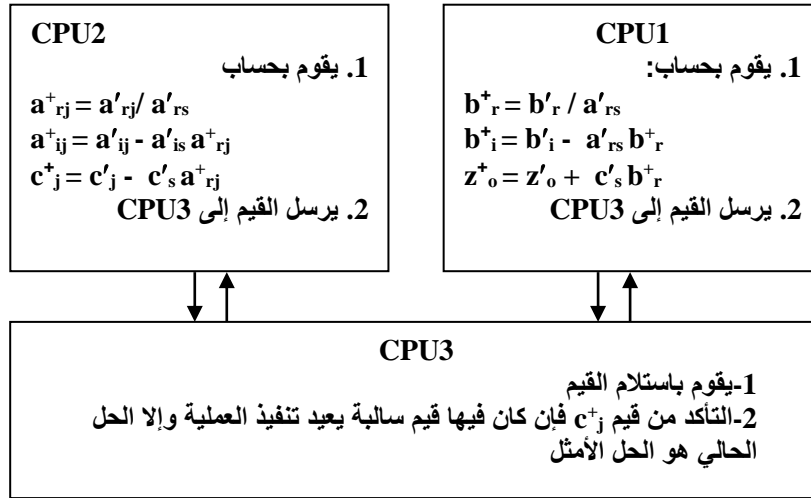 CPU2
1. يقوم بحساب
a⁺rj = a′rj/ a′rs
a⁺ij = a′ij - a′is a⁺rj
c⁺j = c′j - c′s a⁺rj
2. يرسل القيم إلى CPU3
CPU1
1. يقوم بحساب:
b⁺r = b′r / a′rs
b⁺i = b′i - a′rs b⁺r
z⁺o = z′o + c′s b⁺r
2. يرسل القيم إلى CPU3
CPU3
1-يقوم باستلام القيم
2-التأكد من قيم c⁺j فإن كان فيها قيم سالبة يعيد تنفيذ العملية وإلا الحل
الحالي هو الحل الأمثل